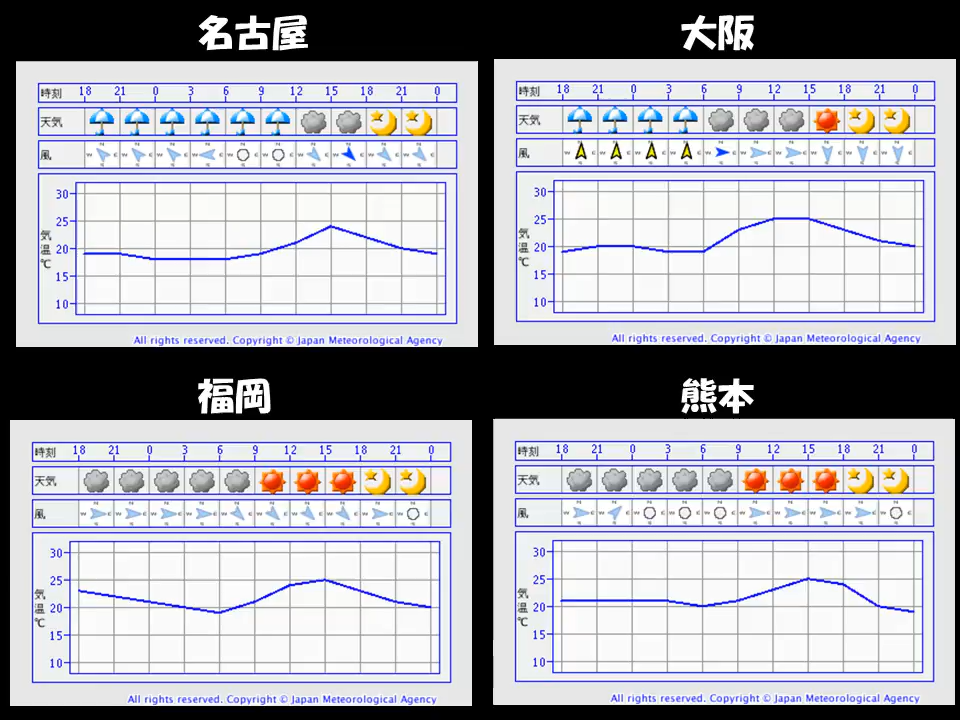 名古屋
時刻 18 21 0 3 6 9 12 15 18 21 0
天気
風
30
25
20
15
10
気温℃
All rights reserved. Copyright © Japan Meteorological Agency
大阪
時刻 18 21 0 3 6 9 12 15 18 21 0
天気
風
30
25
20
15
10
気温℃
All rights reserved. Copyright © Japan Meteorological Agency
福岡
時刻 18 21 0 3 6 9 12 15 18 21 0
天気
風
30
25
20
15
10
気温℃
All rights reserved. Copyright © Japan Meteorological Agency
熊本
時刻 18 21 0 3 6 9 12 15 18 21 0
天気
風
30
25
20
15
10
気温℃
All rights reserved. Copyright © Japan Meteorological Agency